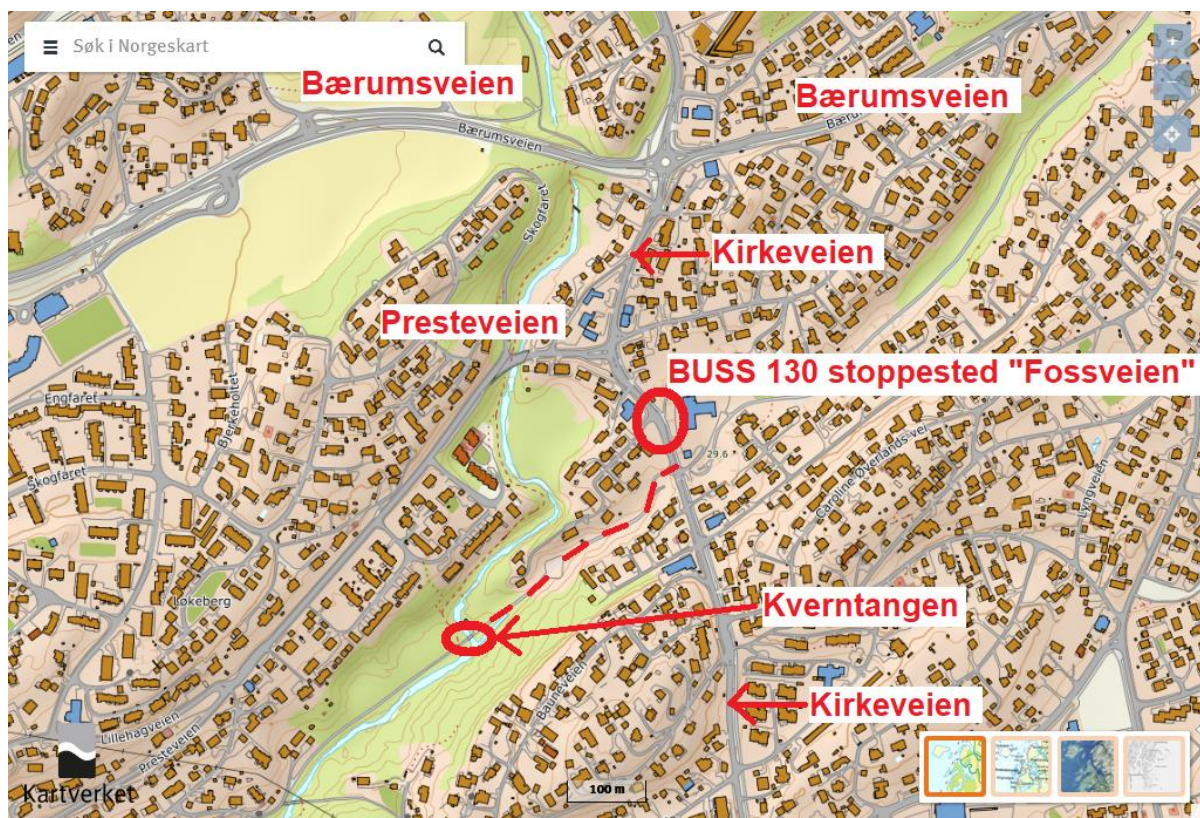 Søk i Norgeskart
Bærumsveien
Bærumsveien
Bærumsveien
Skogfaret
Kirkeveien
Presteveien
BUSS 130 stoppested "Fossveien"
Engfaret
Bjerkeholtet
29.6
Caroline Øverlands vei
Skogfaret
Lyngveien
Løkeberg
Kverntangen
Bauneveien
Kirkeveien
Lillehagveien
Presteveien
Kartverket
100 m